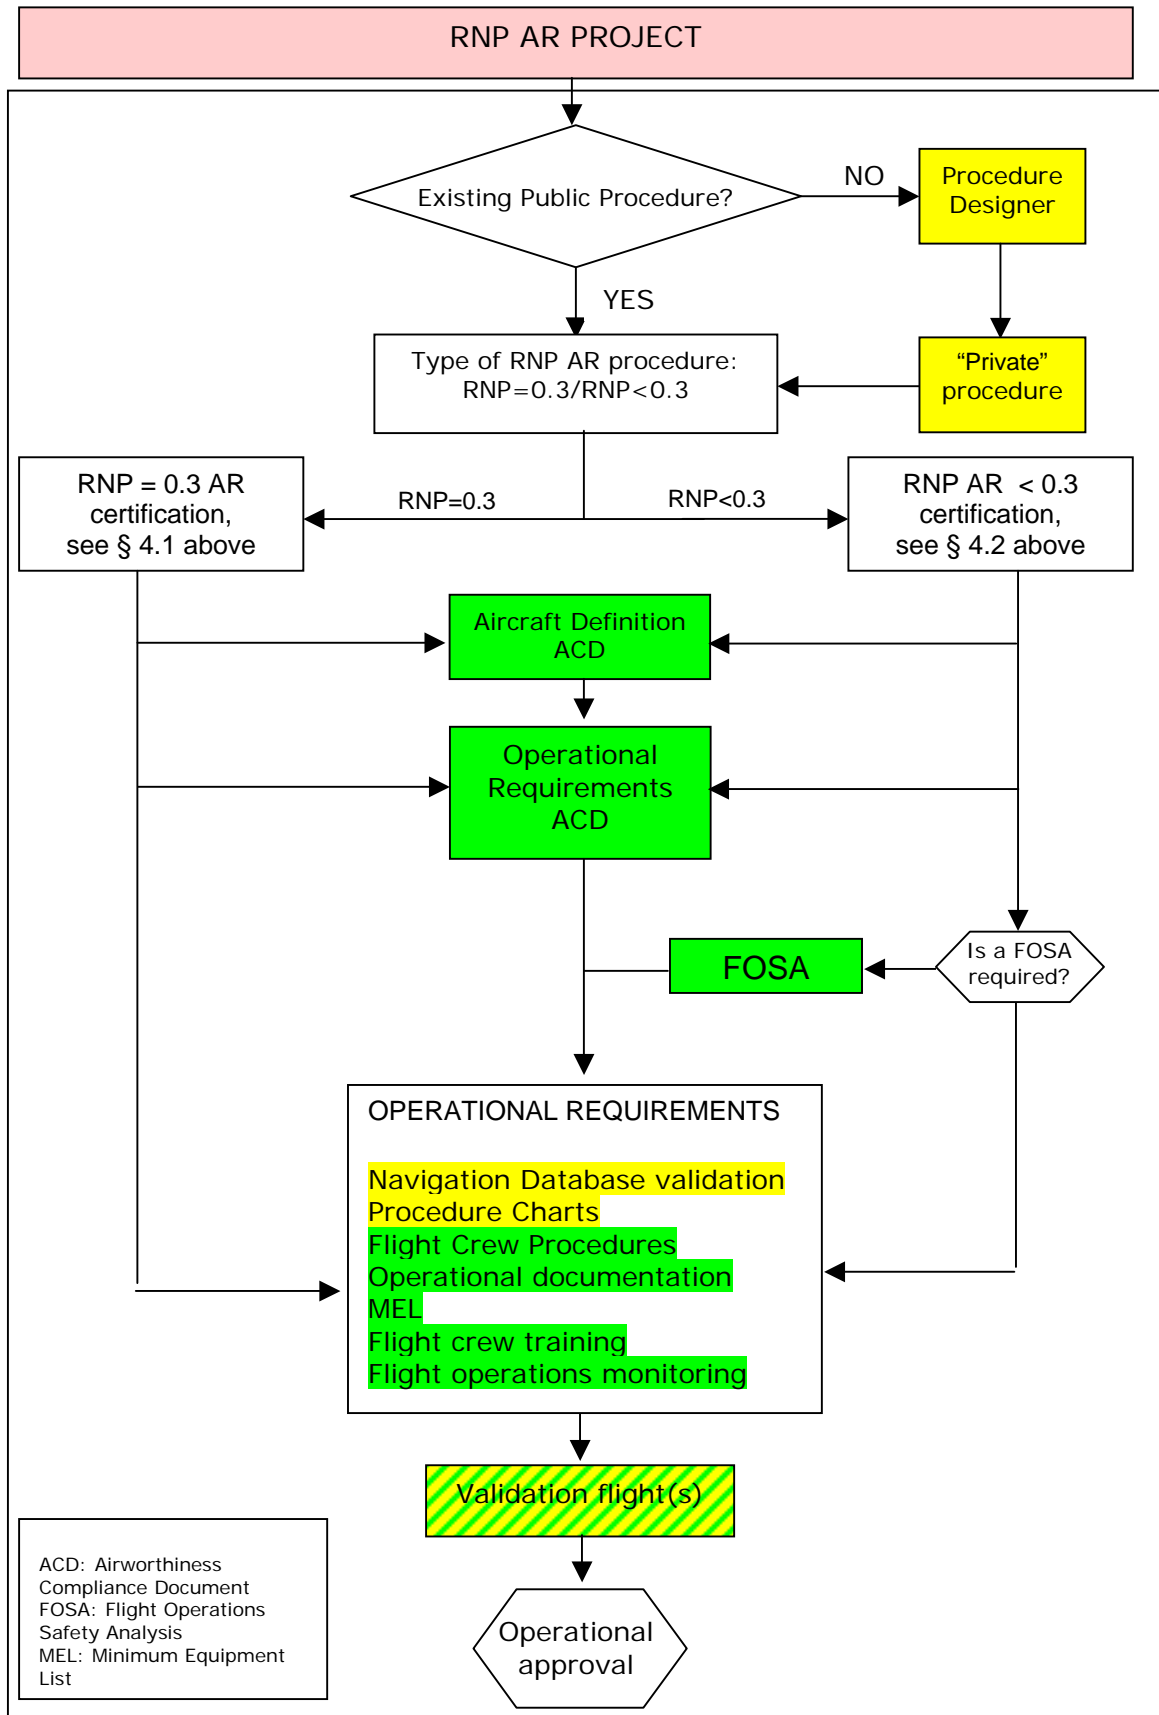 RNP AR PROJECT
Existing Public Procedure?
NO
Procedure
Designer
YES
Type of RNP AR procedure:
RNP=0.3/RNP<0.3
“Private”
procedure
RNP = 0.3 AR
certification,
see § 4.1 above
RNP=0.3
RNP<0.3
RNP AR < 0.3
certification,
see § 4.2 above
Aircraft Definition
ACD
Operational
Requirements
ACD
FOSA
Is a FOSA
required?
OPERATIONAL REQUIREMENTS
Navigation Database validation
Procedure Charts
Flight Crew Procedures
Operational documentation
MEL
Flight crew training
Flight operations monitoring
Validation flight(s)
ACD: Airworthiness
Compliance Document
FOSA: Flight Operations
Safety Analysis
MEL: Minimum Equipment
List
Operational
approval